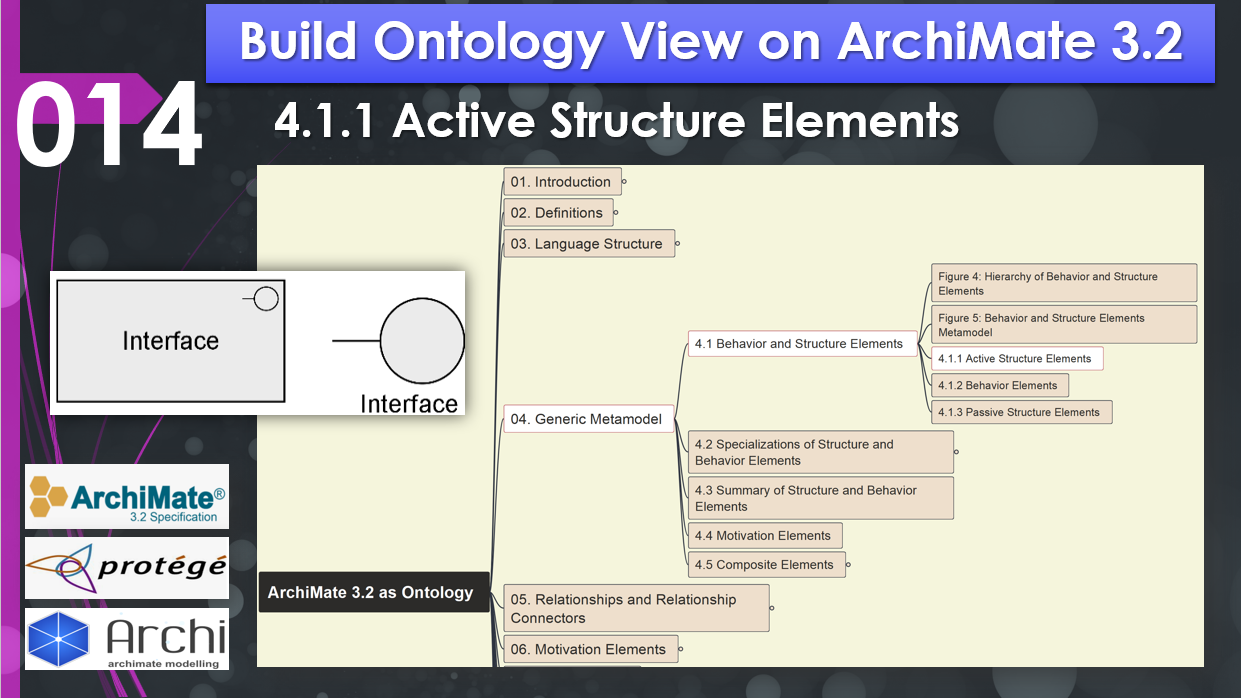 Build Ontology View on ArchiMate 3.2
014
4.1.1 Active Structure Elements
01. Introduction
02. Definitions
03. Language Structure
Interface
Interface
Figure 4: Hierarchy of Behavior and Structure
Elements
Figure 5: Behavior and Structure Elements
Metamodel
4.1 Behavior and Structure Elements
4.1.1 Active Structure Elements
4.1.2 Behavior Elements
4.1.3 Passive Structure Elements
04. Generic Metamodel
4.2 Specializations of Structure and
Behavior Elements
4.3 Summary of Structure and Behavior
Elements
4.4 Motivation Elements
4.5 Composite Elements
ArchiMate®
3.2 Specification
protégé
ArchiMate 3.2 as Ontology
05. Relationships and Relationship
Connectors
06. Motivation Elements
Archi
archimate modelling